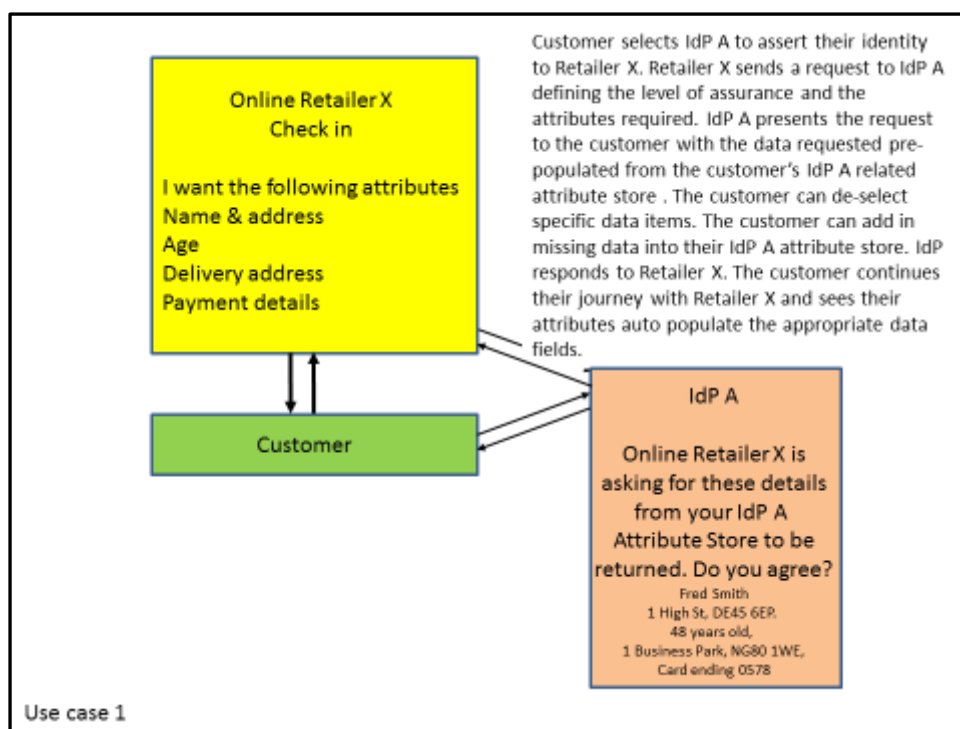 Customer selects IdP A to assert their identity
to Retailer X. Retailer X sends a request to IdP A
defining the level of assurance and the
attributes required. IdP A presents the request
to the customer with the data requested pre-
populated from the customer's IdP A related
attribute store . The customer can de-select
specific data items. The customer can add in
missing data into their IdP A attribute store. IdP
responds to Retailer X. The customer continues
their journey with Retailer X and sees their
attributes auto populate the appropriate data
fields.
Online Retailer X
Check in
I want the following attributes
Name & address
Age
Delivery address
Payment details
Customer
IdP A
Online Retailer X is
asking for these details
from your IdP A
Attribute Store to be
returned. Do you agree?
Fred Smith
1 High St, DE45 6EP.
48 years old,
1 Business Park, NG80 1WE,
Card ending 0578
Use case 1